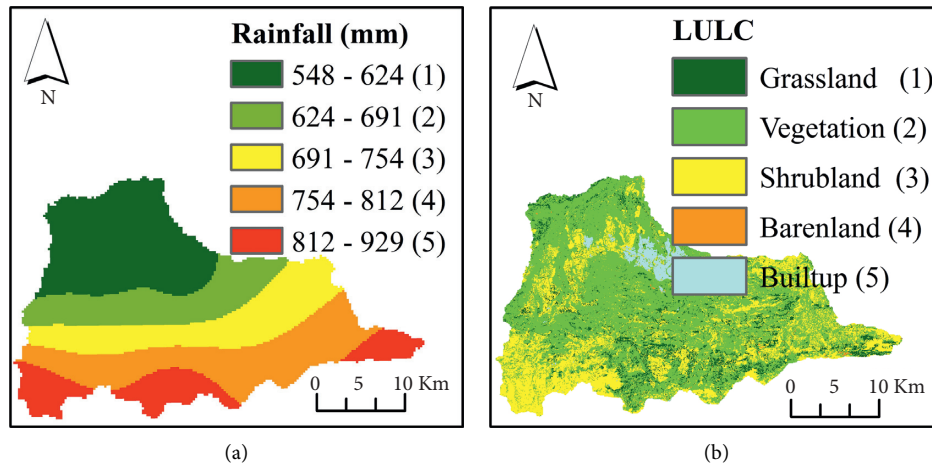 N
Rainfall (mm)
548 - 624 (1)
624 - 691 (2)
691 - 754 (3)
754 - 812 (4)
812 - 929 (5)
0 5 10 Km
(a)
N
LULC
Grassland (1)
Vegetation (2)
Shrubland (3)
Barenland (4)
Builtup (5)
0 5 10 Km
(b)